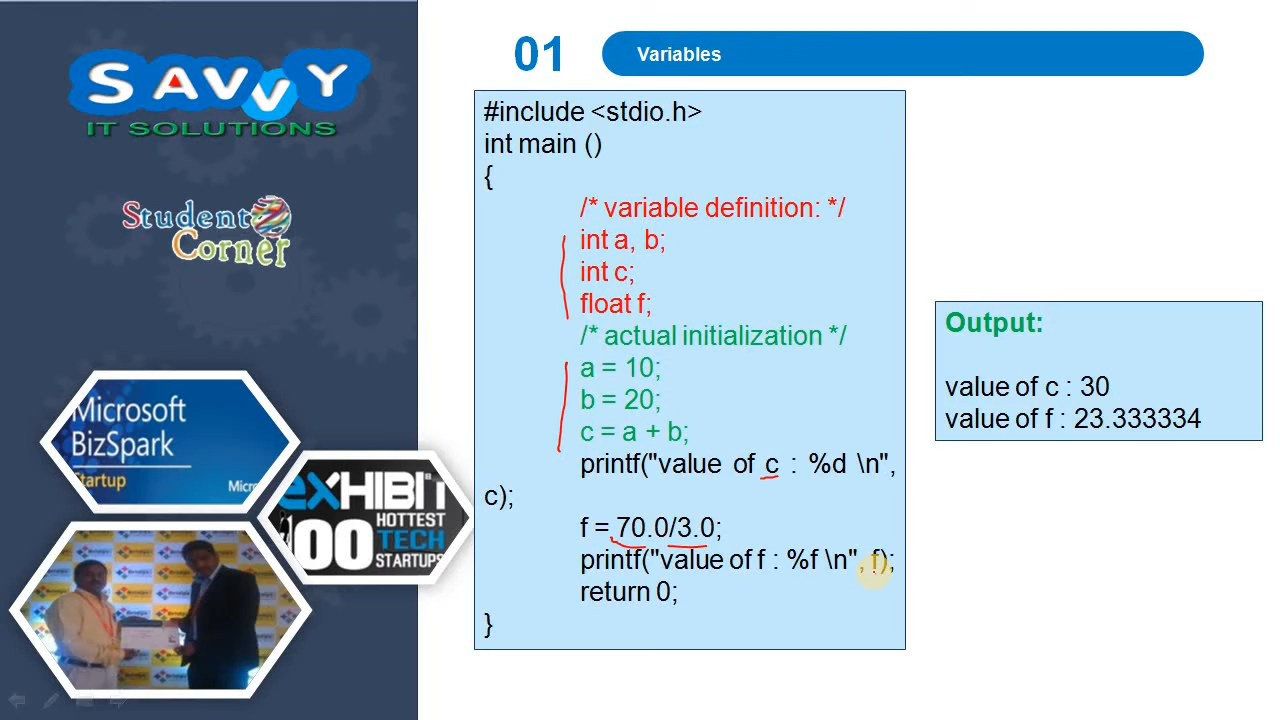 SAVVY
IT SOLUTIONS
Student
Corner
Microsoft
BizSpark
Startup
Micr
eXHIBIT
100
HOTTEST
TECH
STARTUPS
01
Variables
#include <stdio.h>
int main ()
{
/* variable definition: */
int a, b;
int c;
float f;
/* actual initialization */
a = 10;
b = 20;
c = a + b;
printf("value of c : %d \n",
c);
f = 70.0/3.0;
printf("value of f : %f \n", f);
return 0;
}
Output:
value of c : 30
value of f : 23.333334